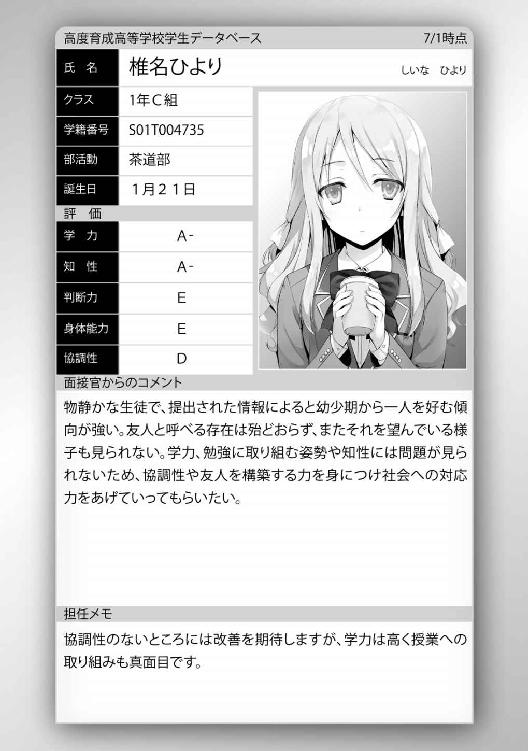 高度育成高等学校学生データベース 7/1時点
氏 名 椎名ひより しいな ひより
クラス 1年C組
学籍番号 S01T004735
部活動 茶道部
誕生日 1月21日
評 価
学 力 A-
知 性 A-
判断力 E
身体能力 E
協調性 D
面接官からのコメント
物静かな生徒で、提出された情報によると幼少期から一人を好む傾
向が強い。友人と呼べる存在は殆どおらず、またそれを望んでいる様
子も見られない。学力、勉強に取り組む姿勢や知性には問題が見ら
れないため、協調性や友人を構築する力を身につけ社会への対応
力をあげていってもらいたい。
担任メモ
協調性のないところには改善を期待しますが、学力は高く授業への
取り組みも真面目です。